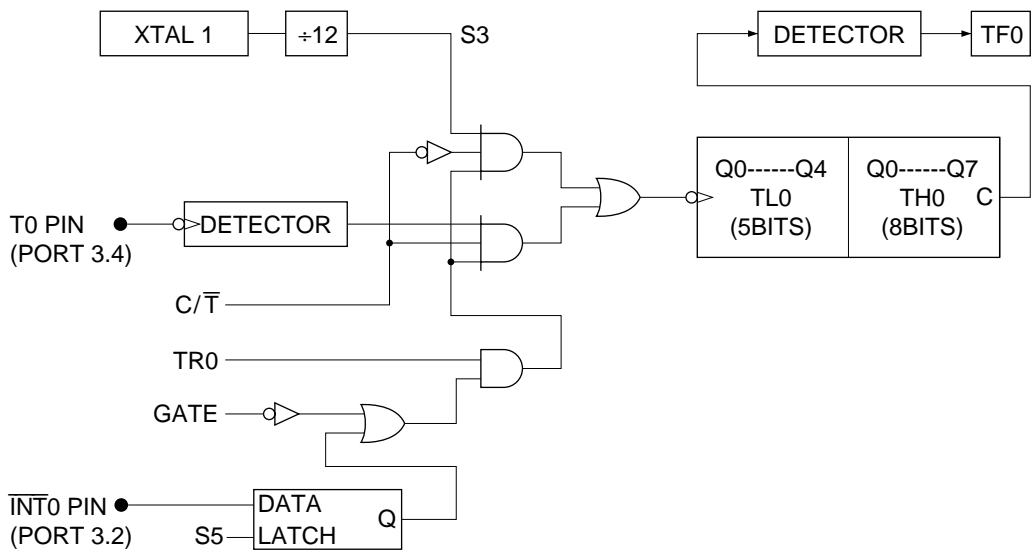 XTAL 1
÷12
S3
DETECTOR
TF0
Q0------Q4
TL0
(5BITS)
Q0------Q7
TH0
(8BITS)
C
T0 PIN
(PORT 3.4)
DETECTOR
C/T̅
TR0
GATE
I̅N̅T̅0 PIN
(PORT 3.2)
DATA
LATCH
Q
S5